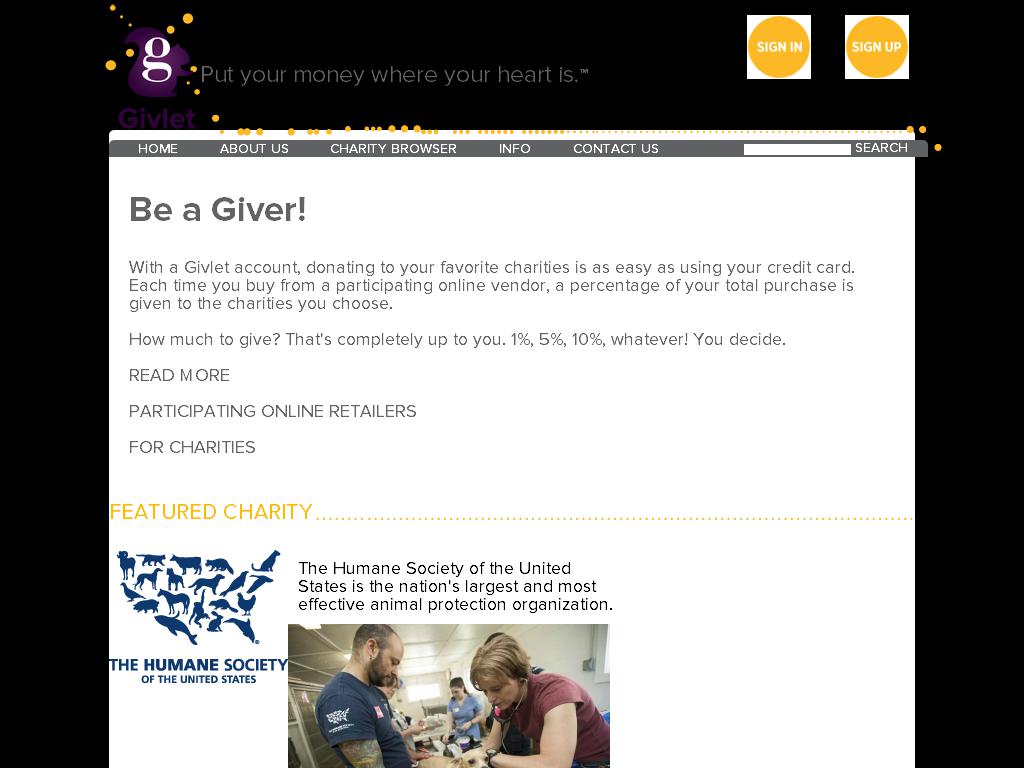 g
Givlet
Put your money where your heart is.™
SIGN IN
SIGN UP
HOME
ABOUT US
CHARITY BROWSER
INFO
CONTACT US
SEARCH
Be a Giver!
With a Givlet account, donating to your favorite charities is as easy as using your credit card.
Each time you buy from a participating online vendor, a percentage of your total purchase is
given to the charities you choose.
How much to give? That's completely up to you. 1%, 5%, 10%, whatever! You decide.
READ MORE
PARTICIPATING ONLINE RETAILERS
FOR CHARITIES
FEATURED CHARITY
The Humane Society of the United
States is the nation's largest and most
effective animal protection organization.
THE HUMANE SOCIETY
OF THE UNITED STATES